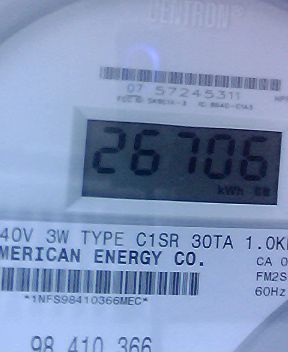 CENTRON®
07 57245311
26706
kWh
40V 3W TYPE C1SR 30TA 1.0K
MERICAN ENERGY CO.
CA 0
FM2S
60Hz
*1NFS98410366MEC*
98 410 366